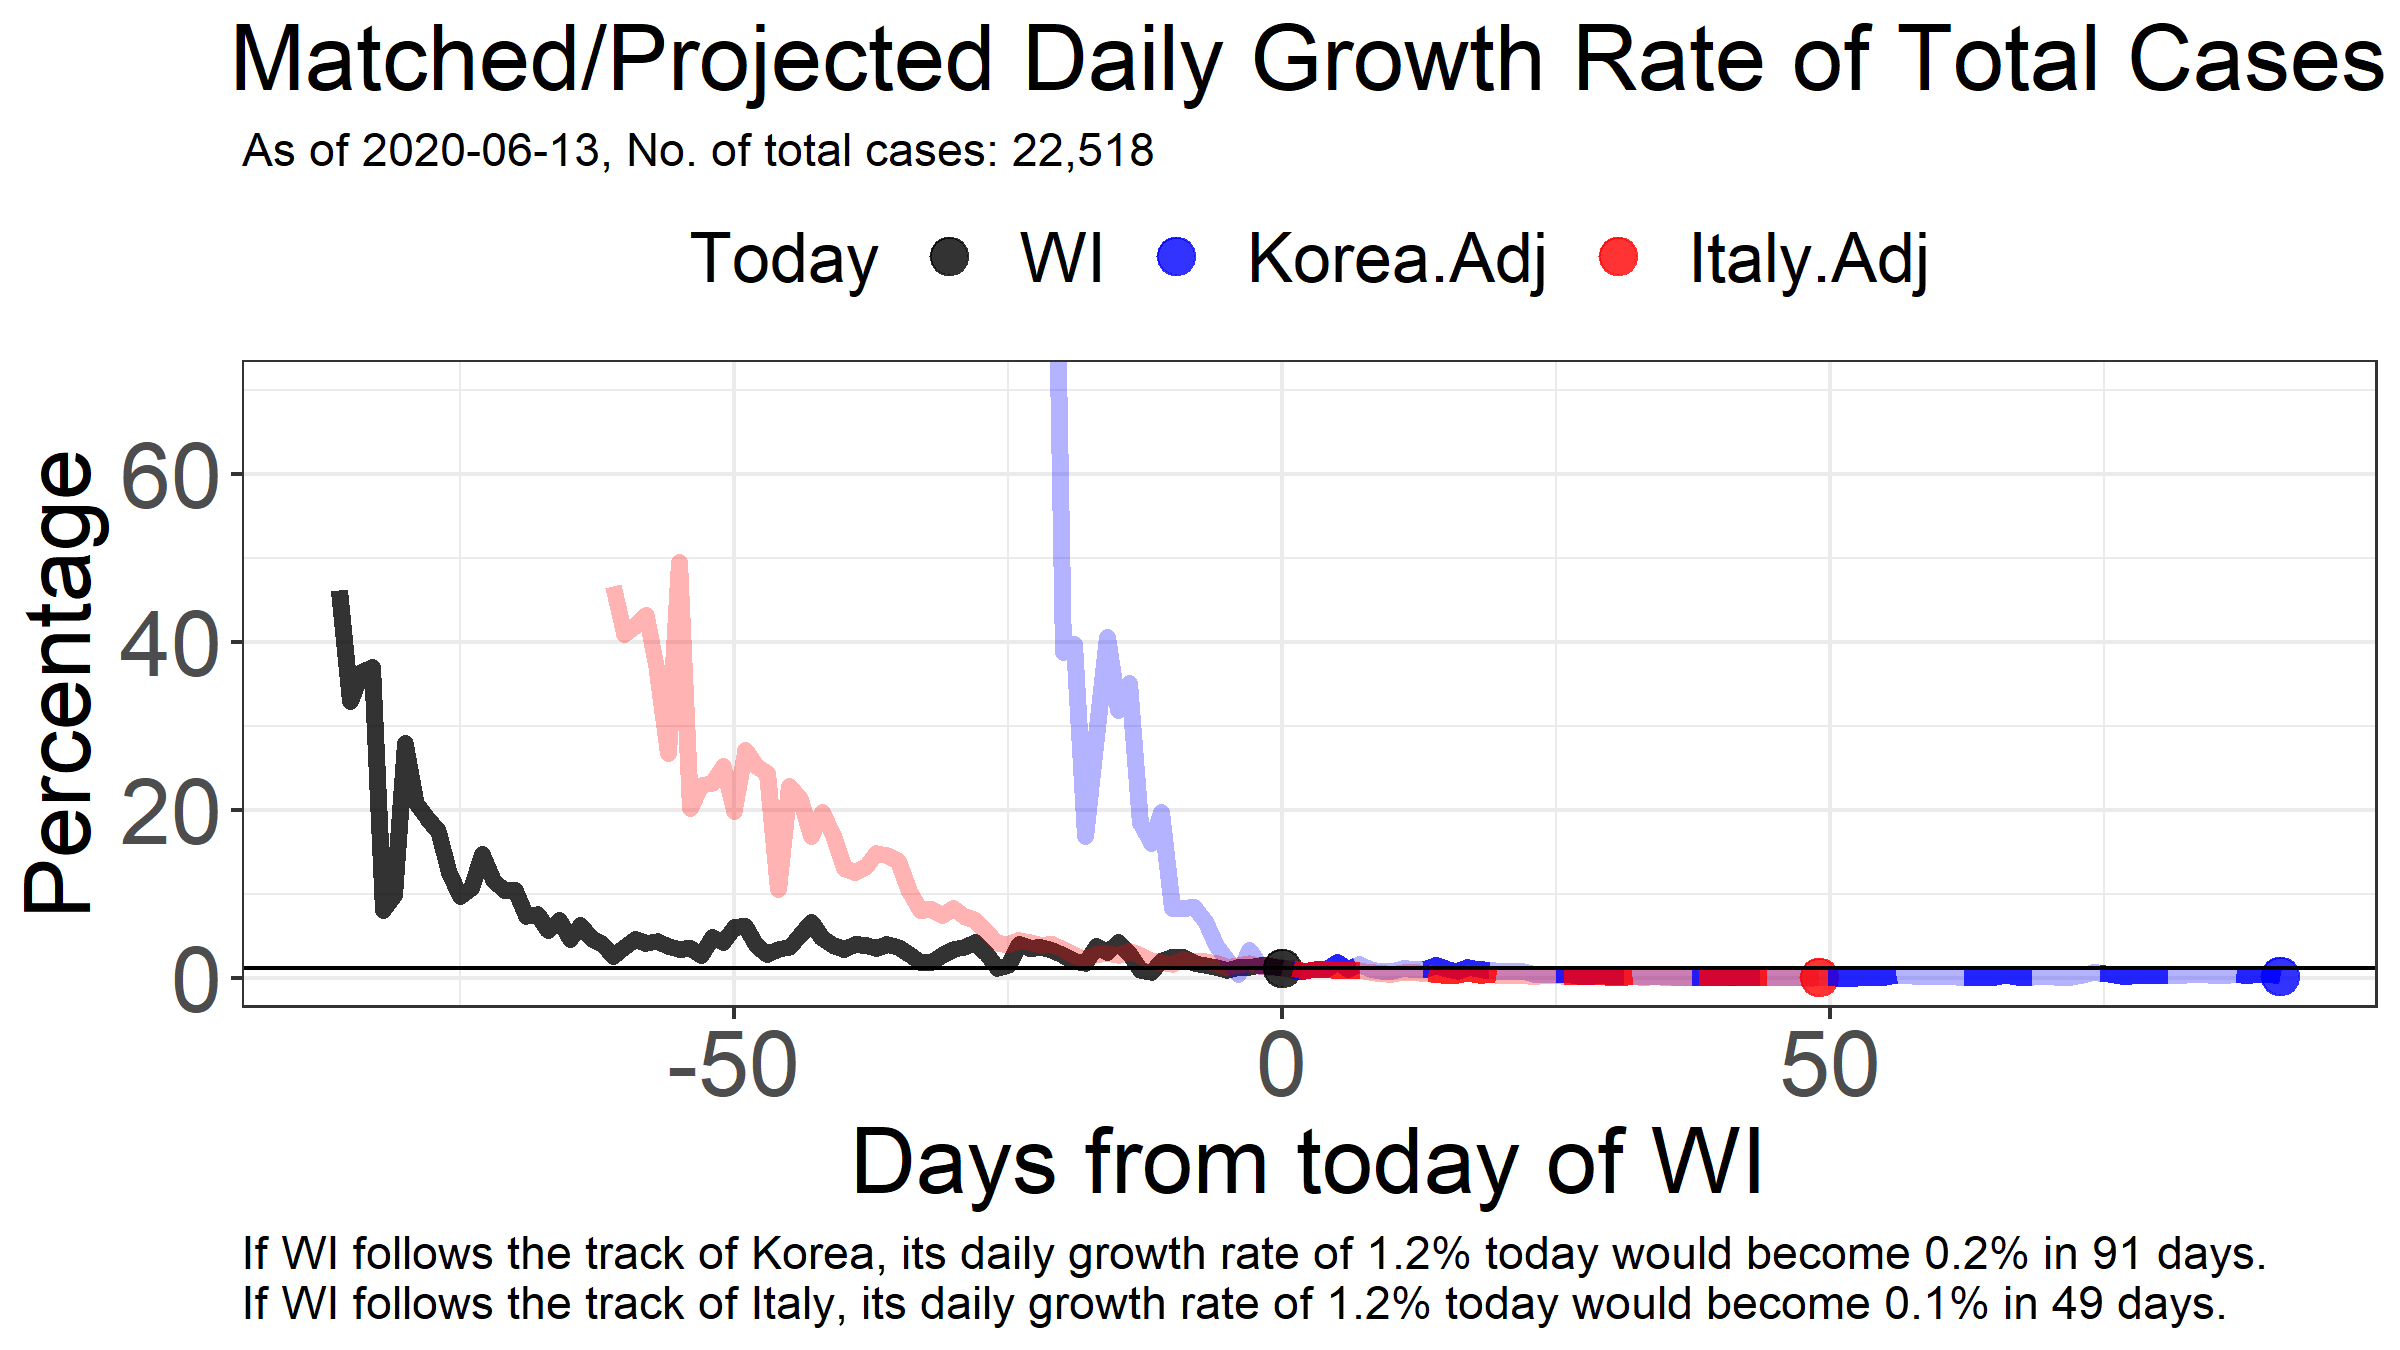 Matched/Projected Daily Growth Rate of Total Cases
As of 2020-06-13, No. of total cases: 22,518
Today WI Korea.Adj Italy.Adj
Percentage
60
40
20
0
-50 0 50
Days from today of WI
If WI follows the track of Korea, its daily growth rate of 1.2% today would become 0.2% in 91 days.
If WI follows the track of Italy, its daily growth rate of 1.2% today would become 0.1% in 49 days.